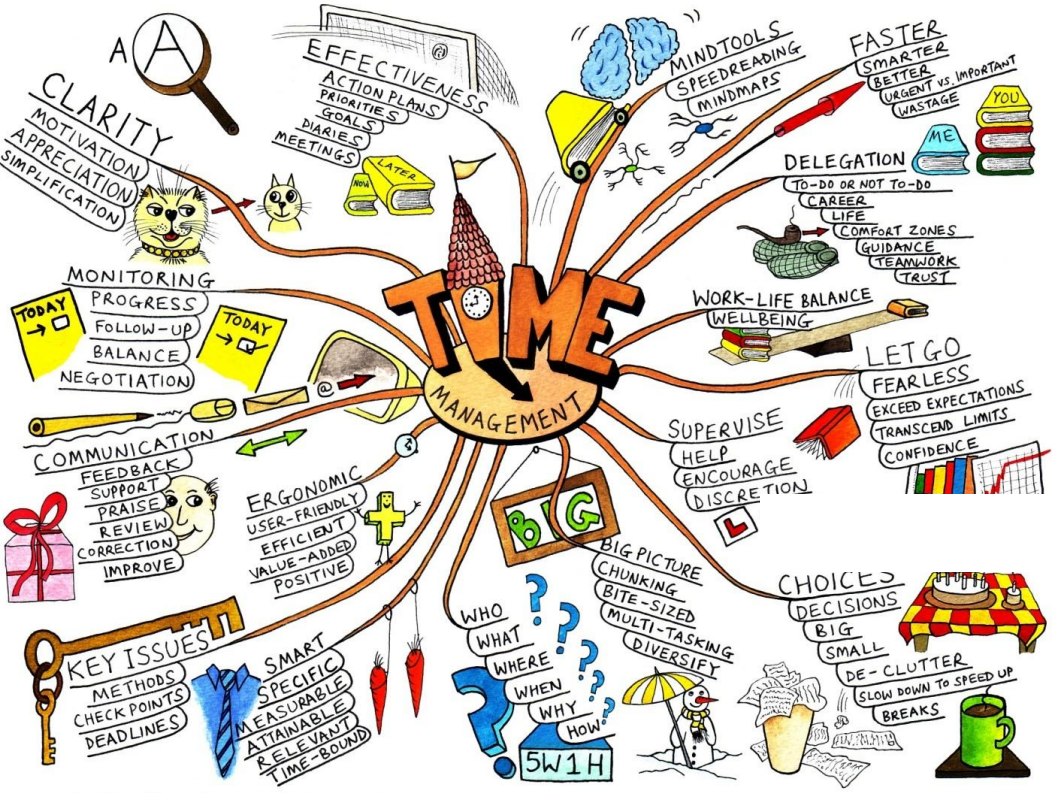 TIME
MANAGEMENT
A A
CLARITY
MOTIVATION
APPRECIATION
SIMPLIFICATION
EFFECTIVENESS
ACTION PLANS
PRIORITIES
GOALS
DIARIES
MEETINGS
@
NOW
LATER
MINDTOOLS
SPEEDREADING
MINDMAPS
FASTER
SMARTER
BETTER
URGENT VS. IMPORTANT
WASTAGE
YOU
ME
DELEGATION
TO-DO OR NOT TO-DO
CAREER
LIFE
COMFORT ZONES
GUIDANCE
TEAMWORK
TRUST
WORK-LIFE BALANCE
WELLBEING
LET GO
FEARLESS
EXCEED EXPECTATIONS
TRANSCEND LIMITS
CONFIDENCE
SUPERVISE
HELP
ENCOURAGE
DISCRETION
L
CHOICES
DECISIONS
BIG
SMALL
DE-CLUTTER
SLOW DOWN TO SPEED UP
BREAKS
BIG
BIG PICTURE
CHUNKING
BITE-SIZED
MULTI-TASKING
DIVERSIFY
WHO
WHAT
WHERE
WHEN
WHY
HOW
5W1H
SMART
SPECIFIC
MEASURABLE
ATTAINABLE
RELEVANT
TIME-BOUND
KEY ISSUES
METHODS
CHECKPOINTS
DEADLINES
ERGONOMIC
USER-FRIENDLY
EFFICIENT
VALUE-ADDED
POSITIVE
COMMUNICATION
FEEDBACK
SUPPORT
PRAISE
REVIEW
CORRECTION
IMPROVE
@
MONITORING
PROGRESS
FOLLOW-UP
BALANCE
NEGOTIATION
TODAY
TODAY